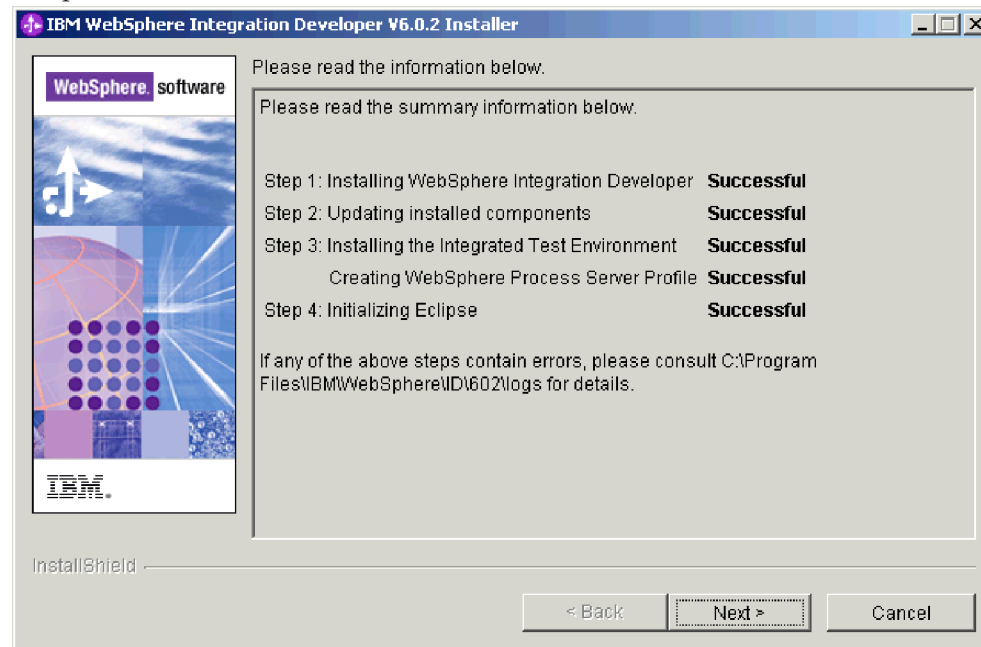 IBM WebSphere Integration Developer V6.0.2 Installer
WebSphere. software
IBM.
Please read the information below.
Please read the summary information below.
Step 1: Installing WebSphere Integration Developer Successful
Step 2: Updating installed components Successful
Step 3: Installing the Integrated Test Environment Successful
Creating WebSphere Process Server Profile Successful
Step 4: Initializing Eclipse Successful
If any of the above steps contain errors, please consult C:\Program
Files\IBM\WebSphere\ID\602\logs for details.
InstallShield
< Back
Next >
Cancel